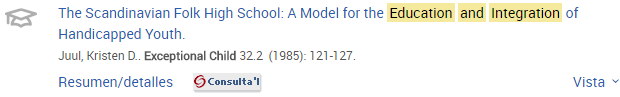 The Scandinavian Folk High School: A Model for the Education and Integration of
Handicapped Youth.
Juul, Kristen D.. Exceptional Child 32.2 (1985): 121-127.
Resumen/detalles Consulta'l Vista